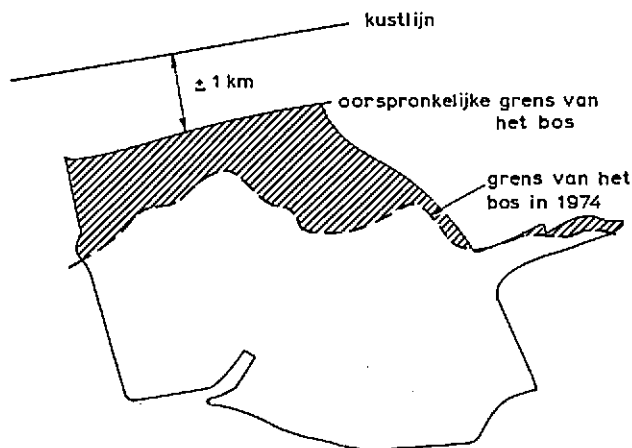 kustlijn
± 1 km
oorspronkelijke grens van
het bos
grens van het
bos in 1974